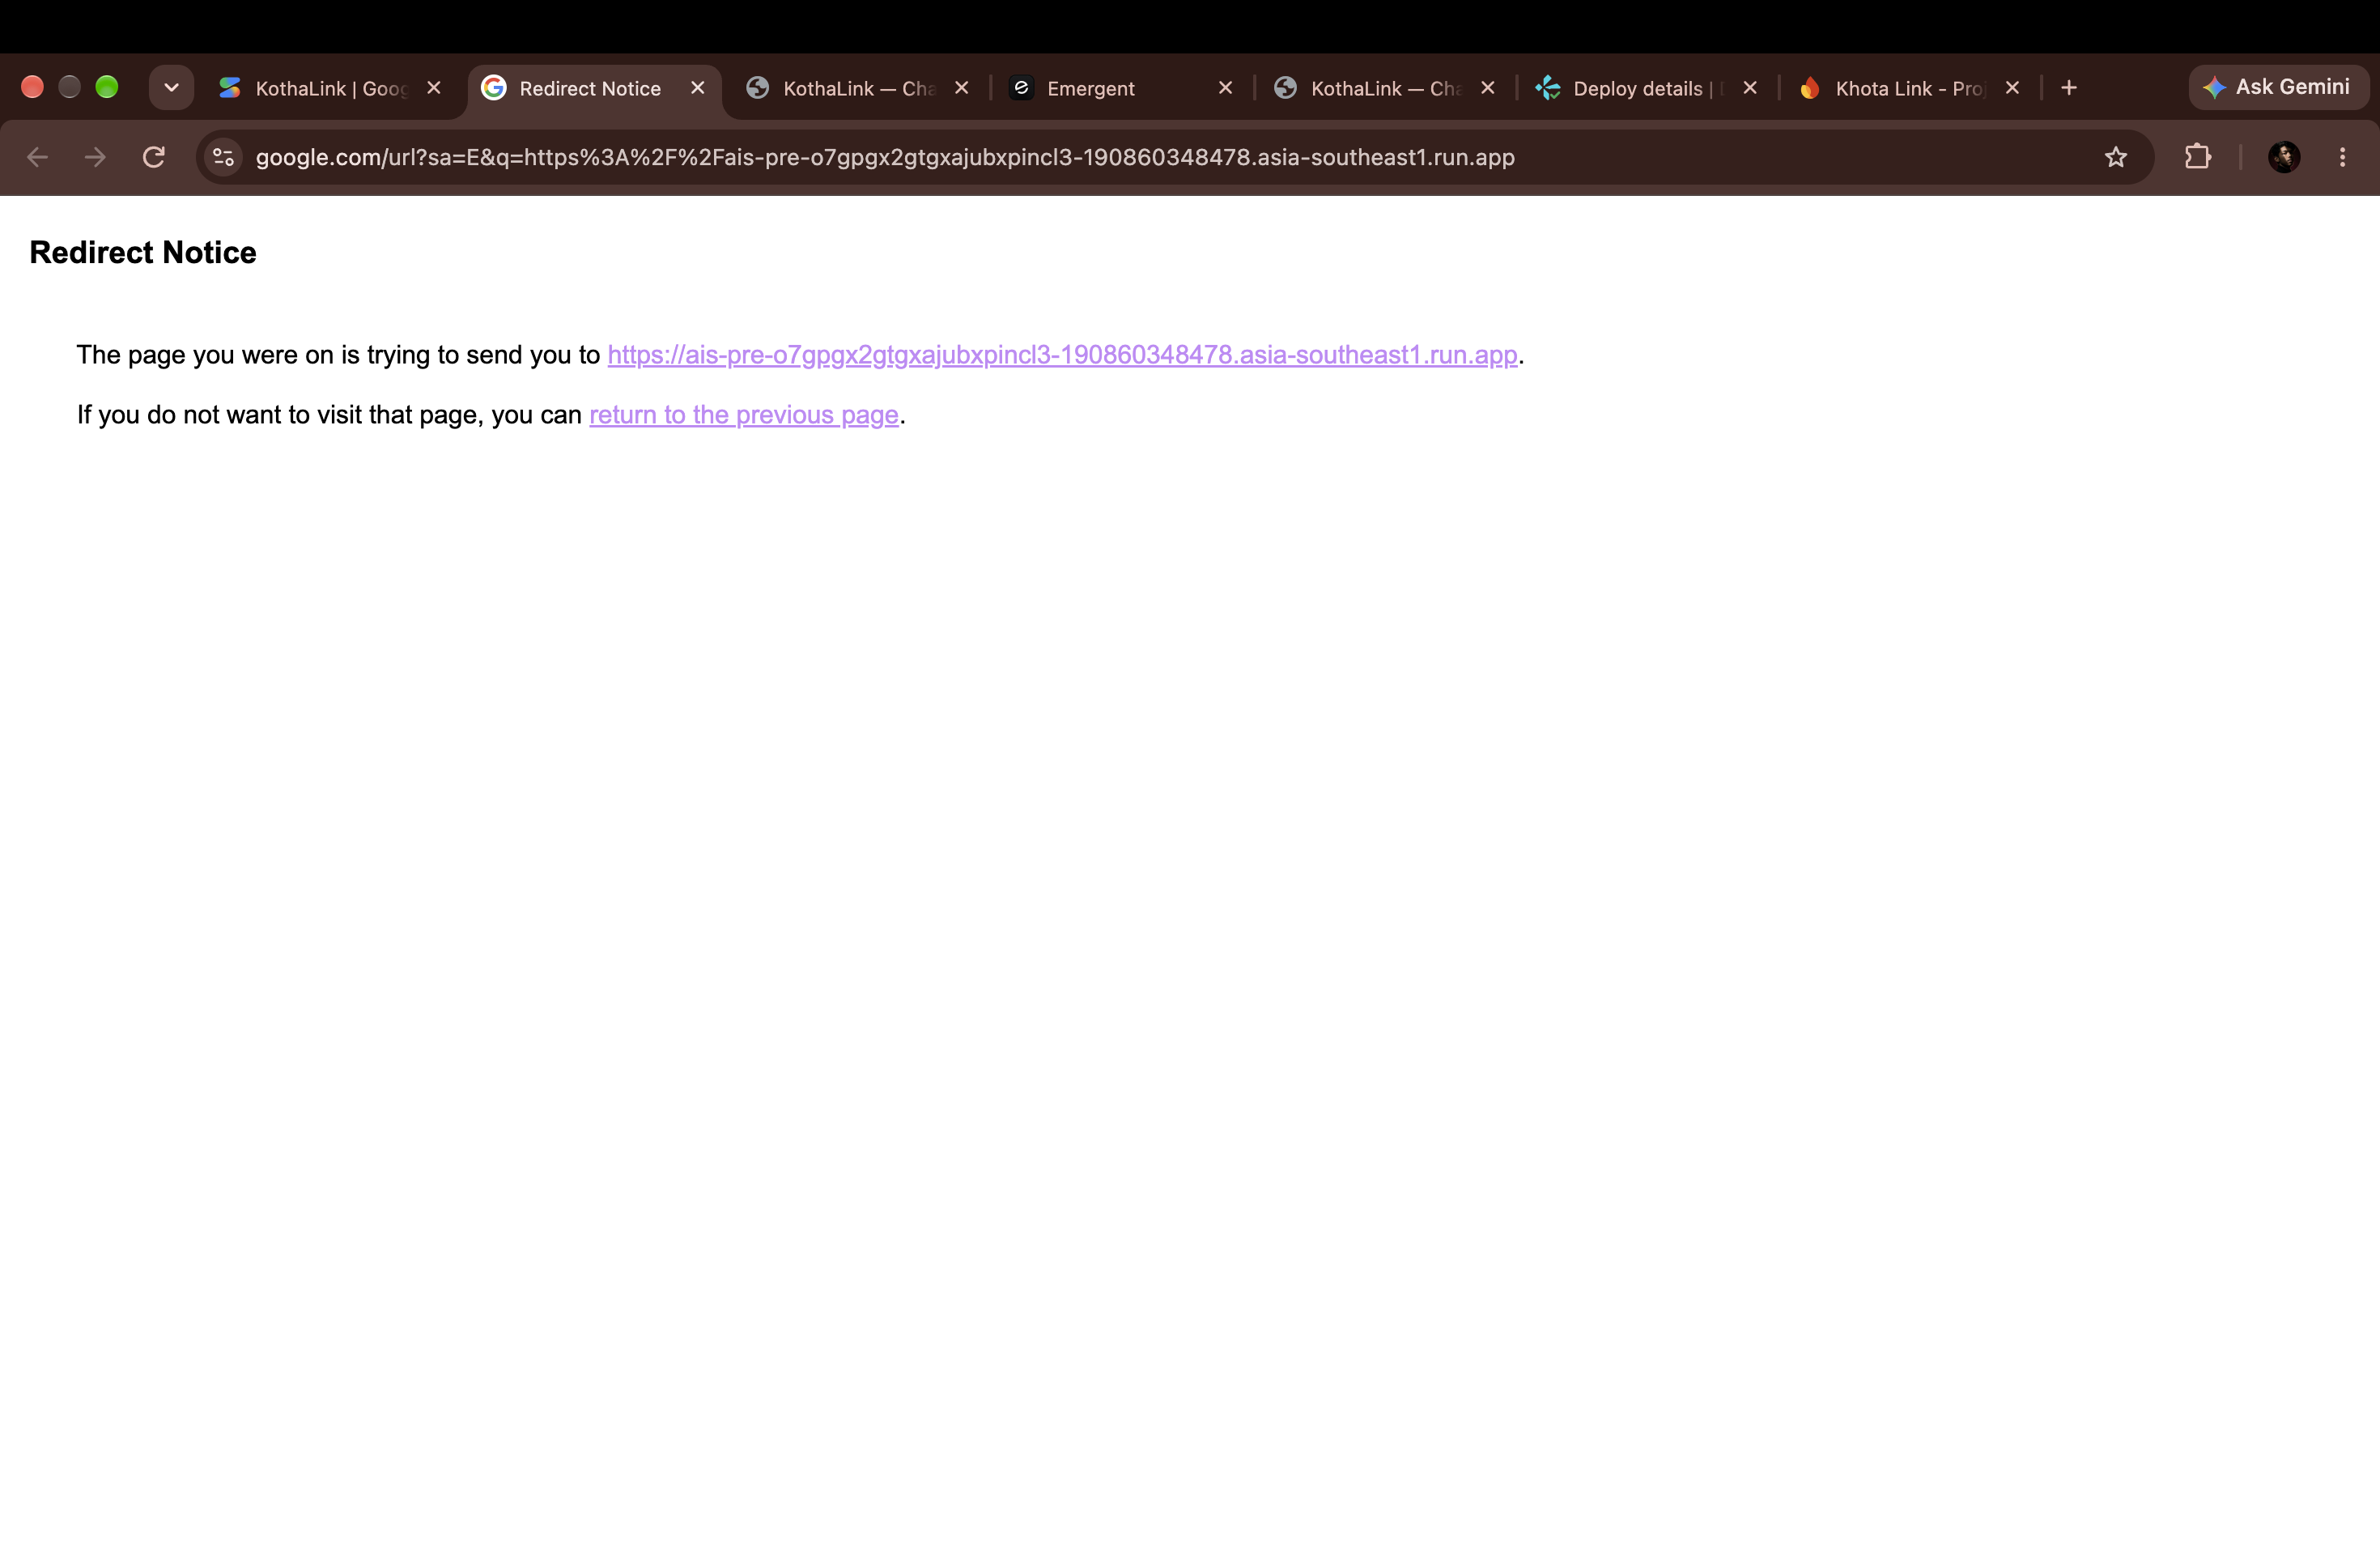 KothaLink | Goog
Redirect Notice
KothaLink — Cha
Emergent
KothaLink — Cha
Deploy details |
Khota Link - Proj
Ask Gemini
google.com/url?sa=E&q=https%3A%2F%2Fais-pre-o7gpgx2gtgxajubxpincl3-190860348478.asia-southeast1.run.app
Redirect Notice
The page you were on is trying to send you to https://ais-pre-o7gpgx2gtgxajubxpincl3-190860348478.asia-southeast1.run.app.
If you do not want to visit that page, you can return to the previous page.